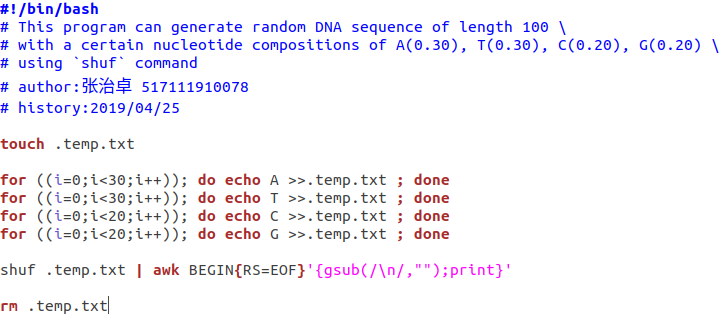 #!/bin/bash
# This program can generate random DNA sequence of length 100 \
# with a certain nucleotide compositions of A(0.30), T(0.30), C(0.20), G(0.20) \
# using `shuf` command
# author:张治卓 517111910078
# history:2019/04/25
touch .temp.txt
for ((i=0;i<30;i++)); do echo A >>.temp.txt ; done
for ((i=0;i<30;i++)); do echo T >>.temp.txt ; done
for ((i=0;i<20;i++)); do echo C >>.temp.txt ; done
for ((i=0;i<20;i++)); do echo G >>.temp.txt ; done
shuf .temp.txt | awk BEGIN{RS=EOF}'{gsub(/\n/,"");print}'
rm .temp.txt